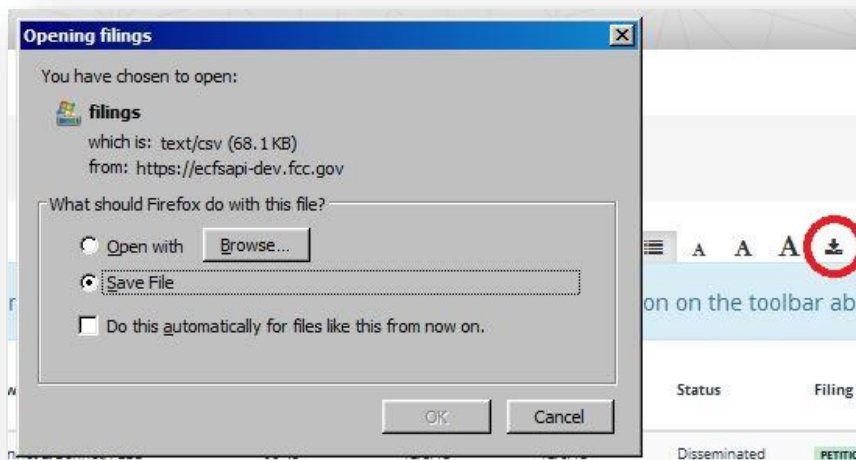 Opening filings
You have chosen to open:
filings
which is: text/csv (68.1 KB)
from: https://ecfsapi-dev.fcc.gov
What should Firefox do with this file?
Open with Browse...
Save File
Do this automatically for files like this from now on.
OK Cancel
A A A
on on the toolbar ab
Status Filing
Disseminated PETITIO